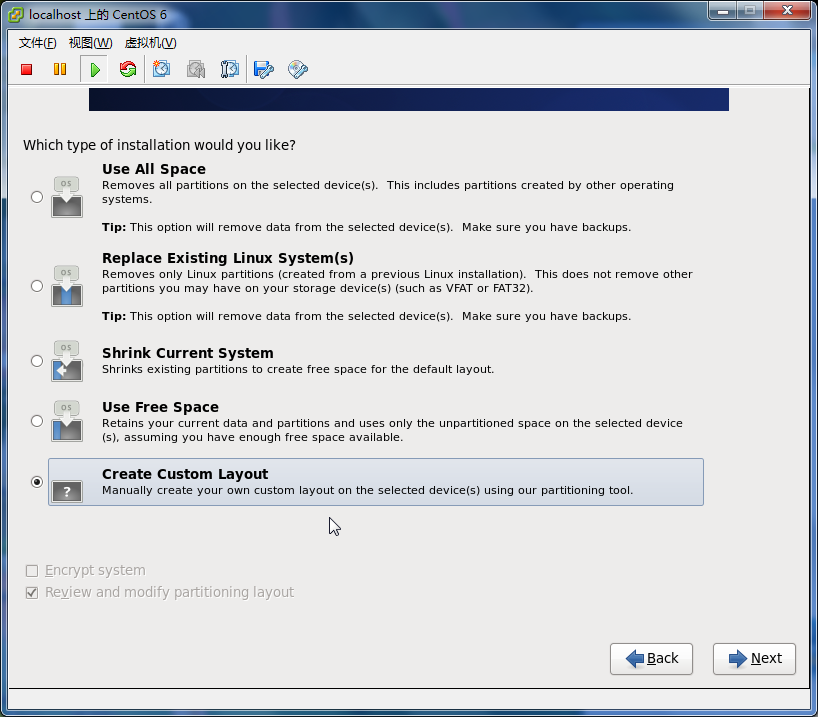 localhost 上的 CentOS 6
文件(F) 视图(W) 虚拟机(V)
Which type of installation would you like?
OS
Use All Space
Removes all partitions on the selected device(s). This includes partitions created by other operating
systems.
Tip: This option will remove data from the selected device(s). Make sure you have backups.
OS
Replace Existing Linux System(s)
Removes only Linux partitions (created from a previous Linux installation). This does not remove other
partitions you may have on your storage device(s) (such as VFAT or FAT32).
Tip: This option will remove data from the selected device(s). Make sure you have backups.
OS
Shrink Current System
Shrinks existing partitions to create free space for the default layout.
OS
Use Free Space
Retains your current data and partitions and uses only the unpartitioned space on the selected device
(s), assuming you have enough free space available.
?
Create Custom Layout
Manually create your own custom layout on the selected device(s) using our partitioning tool.
Encrypt system
Review and modify partitioning layout
Back Next